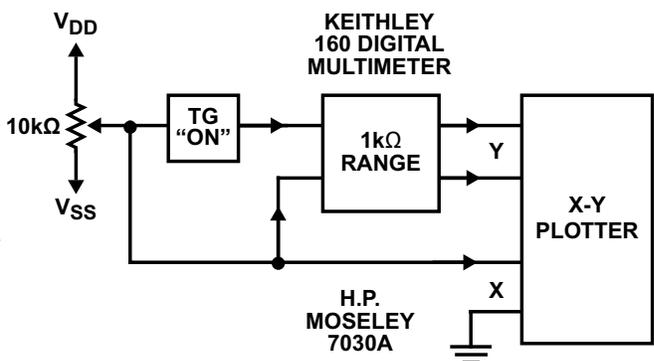 VDD
KEITHLEY
160 DIGITAL
MULTIMETER
10kΩ
TG
“ON”
1kΩ
RANGE
Y
VSS
X-Y
PLOTTER
X
H.P.
MOSELEY
7030A